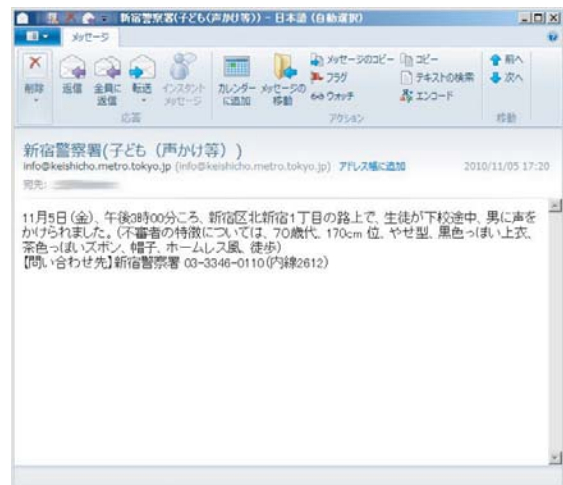 新宿警察署(子ども(声かけ等)) - 日本語 (自動選択)
メッセージ
削除 返信 全員に返信 転送 インスタントメッセージ カレンダーに追加 メッセージの移動
メッセージのコピー コピー 前へ
フラグ テキストの検索 次へ
ウォッチ エンコード
応答 アクション 移動
新宿警察署(子ども(声かけ等))
info@keishicho.metro.tokyo.jp (info@keishicho.metro.tokyo.jp) アドレス帳に追加 2010/11/05 17:20
宛先:
11月5日(金)、午後3時00分ころ、新宿区北新宿1丁目の路上で、生徒が下校途中、男に声を
かけられました。(不審者の特徴については、70歳代、170cm 位、やせ型、黒色っぽい上衣、
茶色っぽいズボン、帽子、ホームレス風、徒歩)
【問い合わせ先】新宿警察署 03-3346-0110(内線2612)